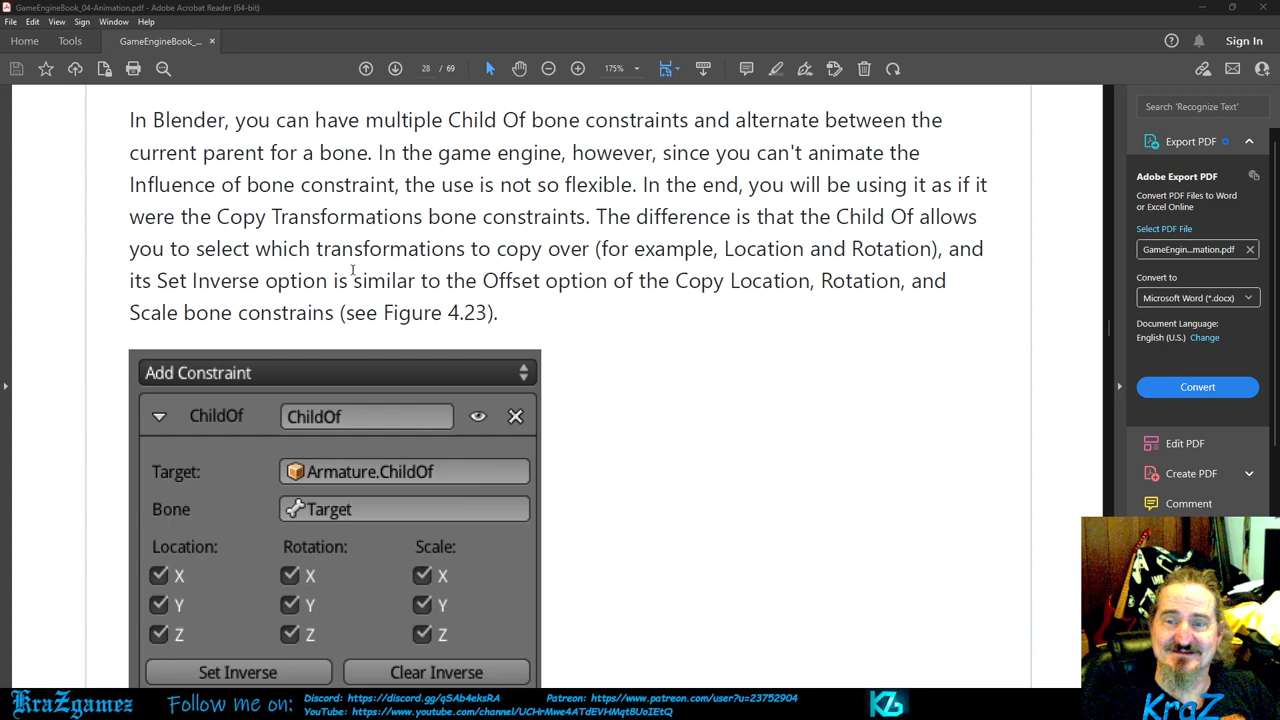 GameEngineBook_04-Animation.pdf - Adobe Acrobat Reader (64-bit)
File Edit View Sign Window Help
Home Tools GameEngineBook_... × Sign In
28 / 69 175%
In Blender, you can have multiple Child Of bone constraints and alternate between the
current parent for a bone. In the game engine, however, since you can't animate the
Influence of bone constraint, the use is not so flexible. In the end, you will be using it as if it
were the Copy Transformations bone constraints. The difference is that the Child Of allows
you to select which transformations to copy over (for example, Location and Rotation), and
its Set Inverse option is similar to the Offset option of the Copy Location, Rotation, and
Scale bone constrains (see Figure 4.23).
Add Constraint
ChildOf ChildOf
Target: Armature.ChildOf
Bone Target
Location: Rotation: Scale:
X X X
Y Y Y
Z Z Z
Set Inverse Clear Inverse
Search 'Recognize Text'
Export PDF
Adobe Export PDF
Convert PDF Files to Word
or Excel Online
Select PDF File
GameEngin...mation.pdf
Convert to
Microsoft Word (*.docx)
Document Language:
English (U.S.) Change
Convert
Edit PDF
Create PDF
Comment
KraZgamez Follow me on: Discord: https://discord.gg/qSAb4eksRA Patreon: https//www.patreon.com/user?u=23752904
YouTube: https://www.youtube.com/channel/UCHrMwe4ATdEVHMqt8UIEtQ
KZ
KraZ